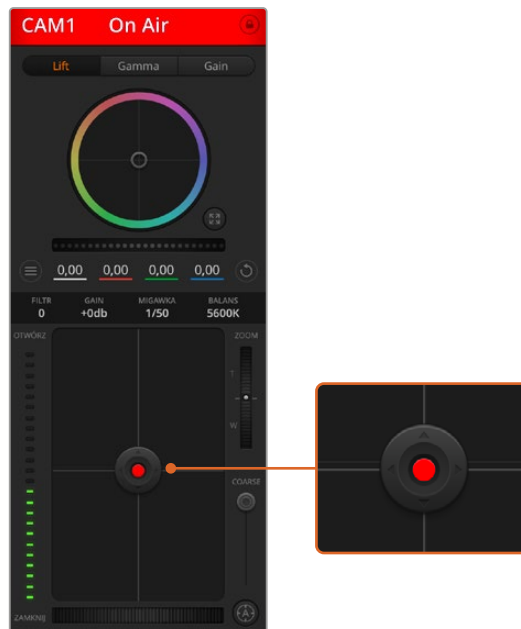 CAM1 On Air
Lift Gamma Gain
0,00 0,00 0,00 0,00
FILTR GAIN MIGAWKA BALANS
0 +0db 1/50 5600K
OTWÓRZ ZOOM
T
W
COARSE
ZAMKNIJ A